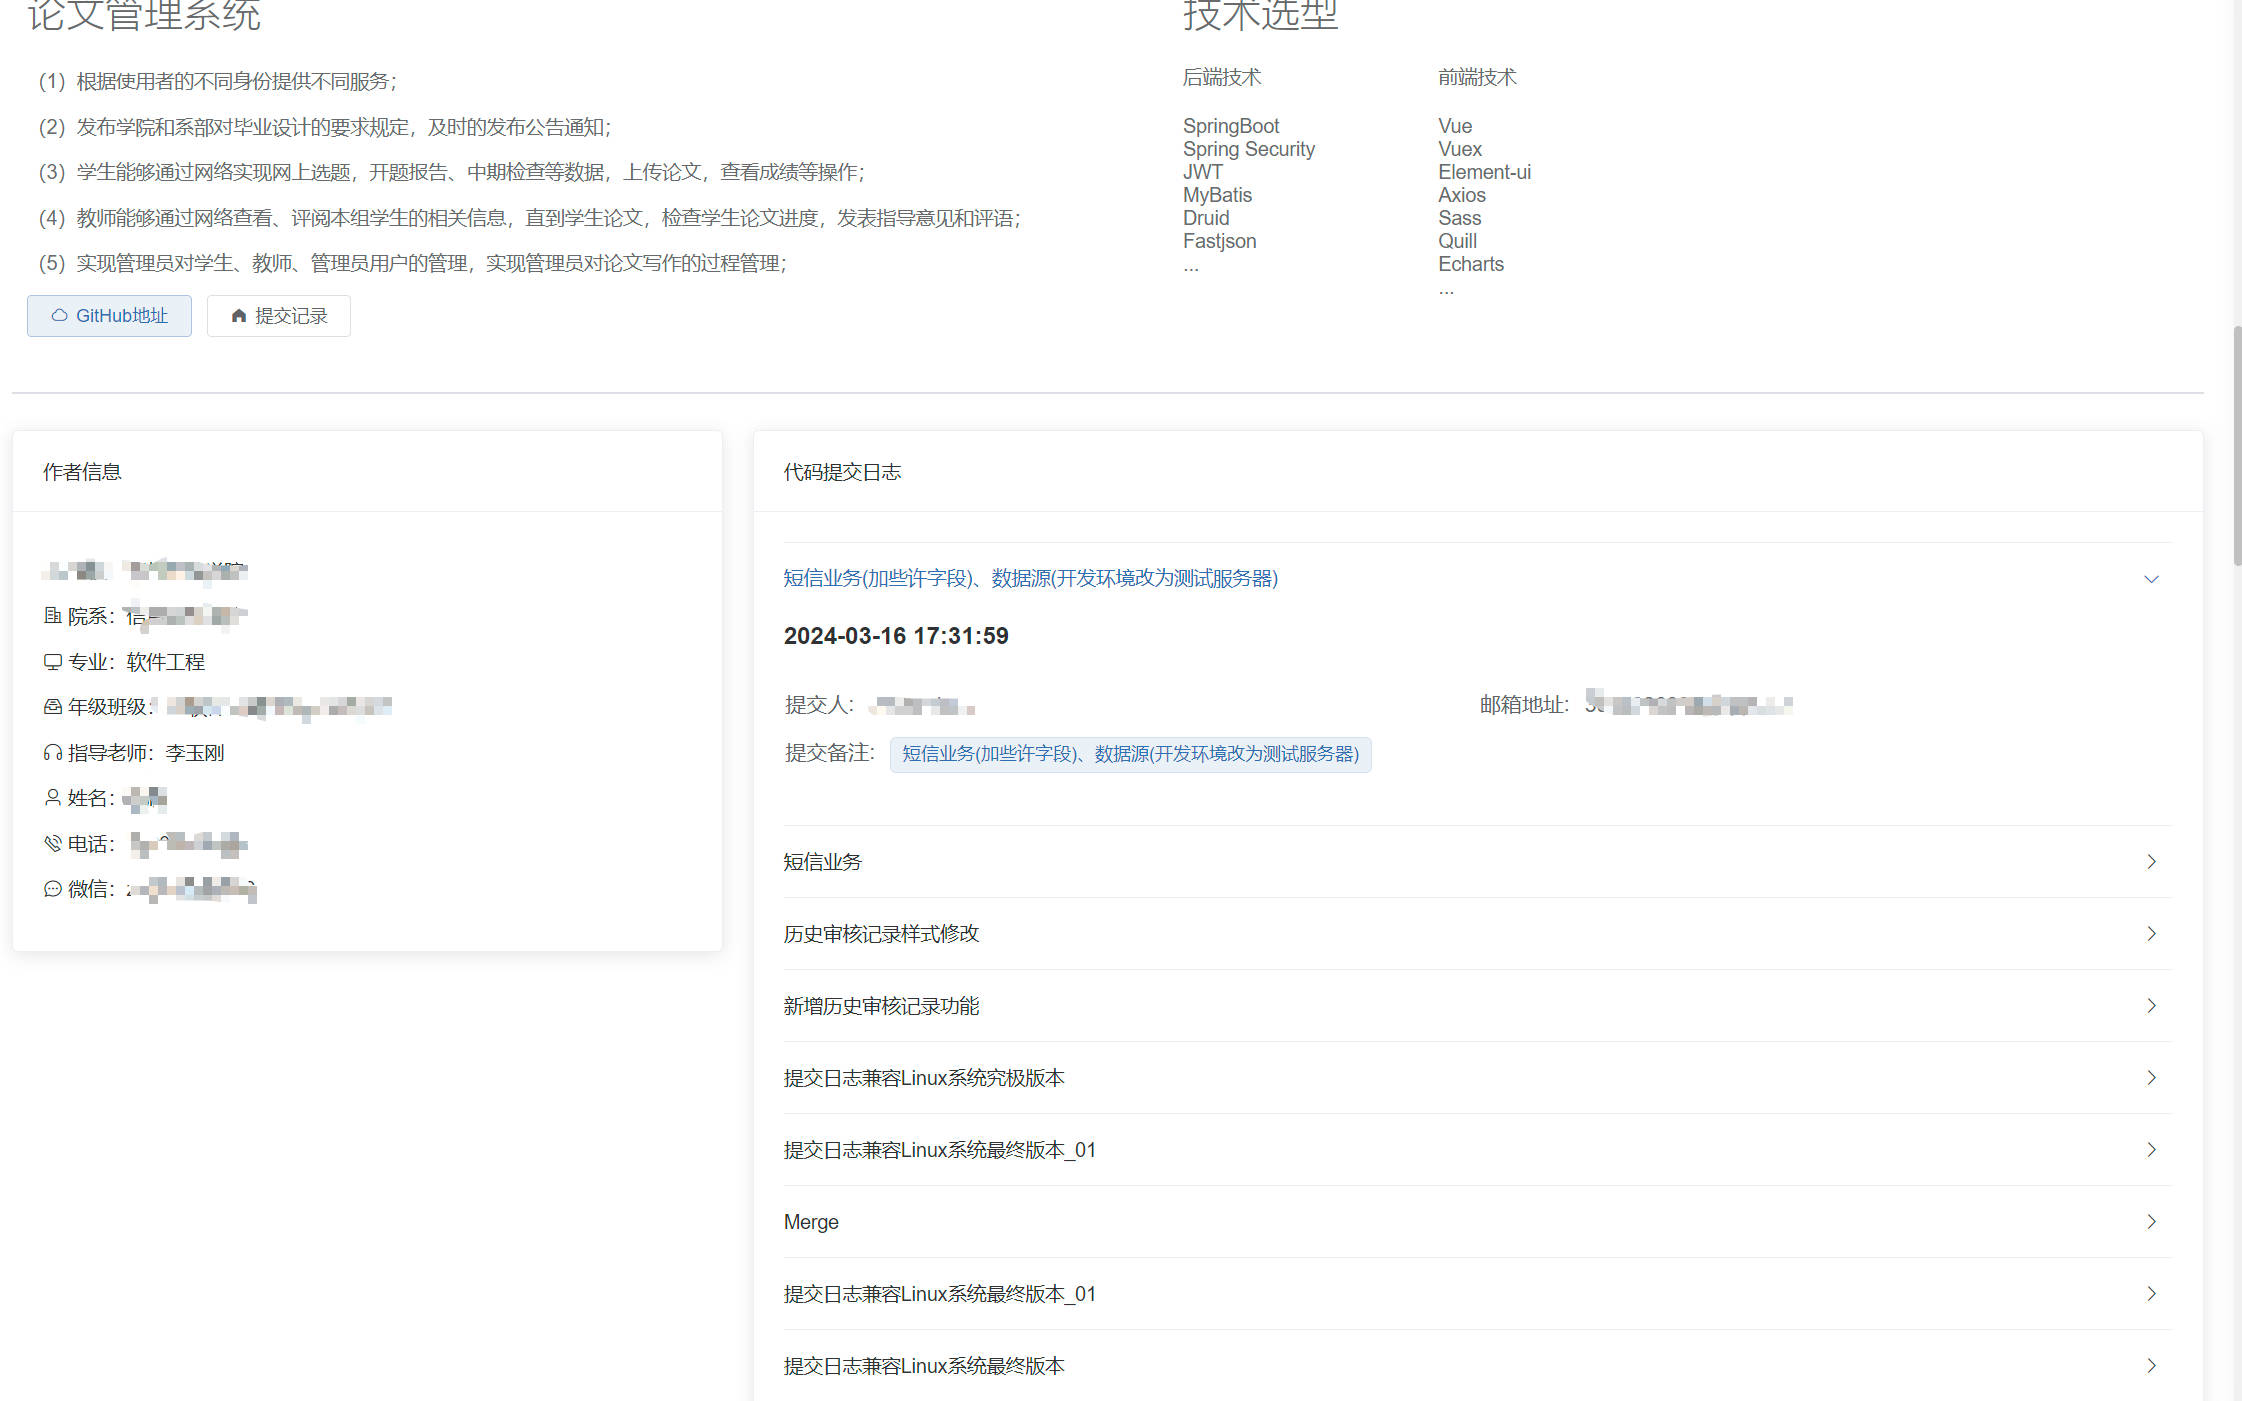 论文管理系统
（1）根据使用者的不同身份提供不同服务；
（2）发布学院和系部对毕业设计的要求规定，及时的发布公告通知；
（3）学生能够通过网络实现网上选题，开题报告、中期检查等数据，上传论文，查看成绩等操作；
（4）教师能够通过网络查看、评阅本组学生的相关信息，直到学生论文，检查学生论文进度，发表指导意见和评语；
（5）实现管理员对学生、教师、管理员用户的管理，实现管理员对论文写作的过程管理；
GitHub地址
提交记录
技术选型
后端技术
SpringBoot
Spring Security
JWT
MyBatis
Druid
Fastjson
...
前端技术
Vue
Vuex
Element-ui
Axios
Sass
Quill
Echarts
...
作者信息
院系：
专业：软件工程
年级班级：
指导老师：李玉刚
姓名：
电话：
微信：
代码提交日志
短信业务(加些许字段)、数据源(开发环境改为测试服务器)
2024-03-16 17:31:59
提交人：
邮箱地址：
提交备注： 短信业务(加些许字段)、数据源(开发环境改为测试服务器)
短信业务
历史审核记录样式修改
新增历史审核记录功能
提交日志兼容Linux系统究极版本
提交日志兼容Linux系统最终版本_01
Merge
提交日志兼容Linux系统最终版本_01
提交日志兼容Linux系统最终版本